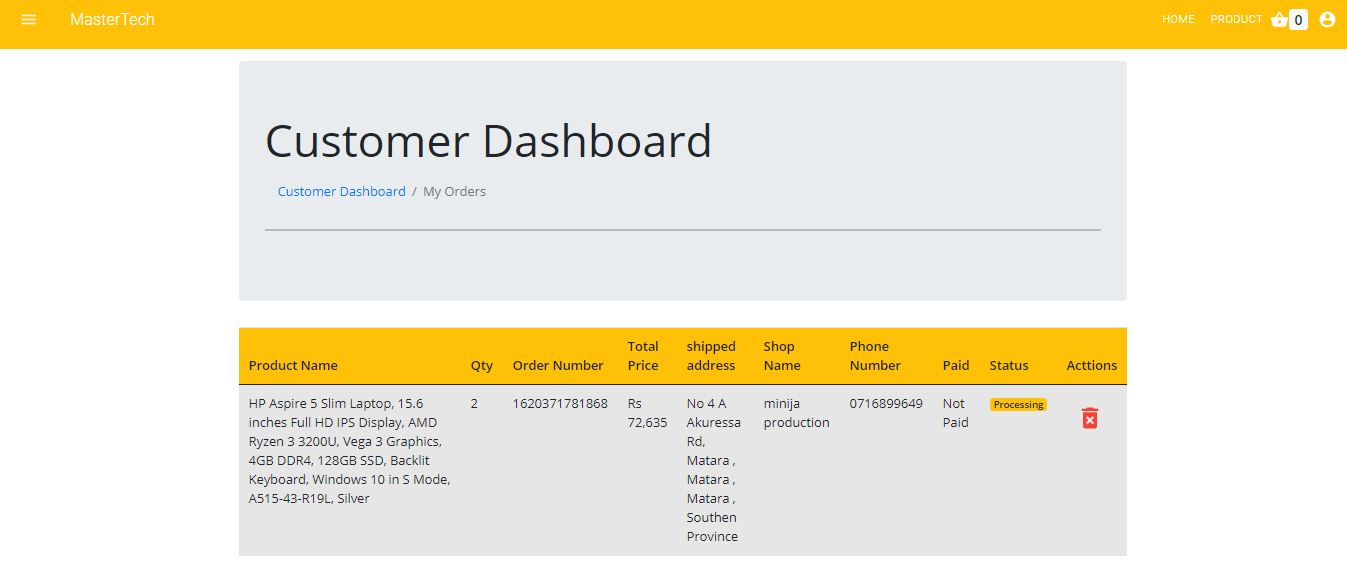 MasterTech
HOME PRODUCT 0
Customer Dashboard
Customer Dashboard / My Orders
Product Name Qty Order Number Total Price shipped address Shop Name Phone Number Paid Status Acttions
HP Aspire 5 Slim Laptop, 15.6
inches Full HD IPS Display, AMD
Ryzen 3 3200U, Vega 3 Graphics,
4GB DDR4, 128GB SSD, Backlit
Keyboard, Windows 10 in S Mode,
A515-43-R19L, Silver
2
1620371781868
Rs
72,635
No 4 A
Akuressa
Rd,
Matara ,
Matara ,
Matara ,
Southen
Province
minija
production
0716899649
Not
Paid
Processing